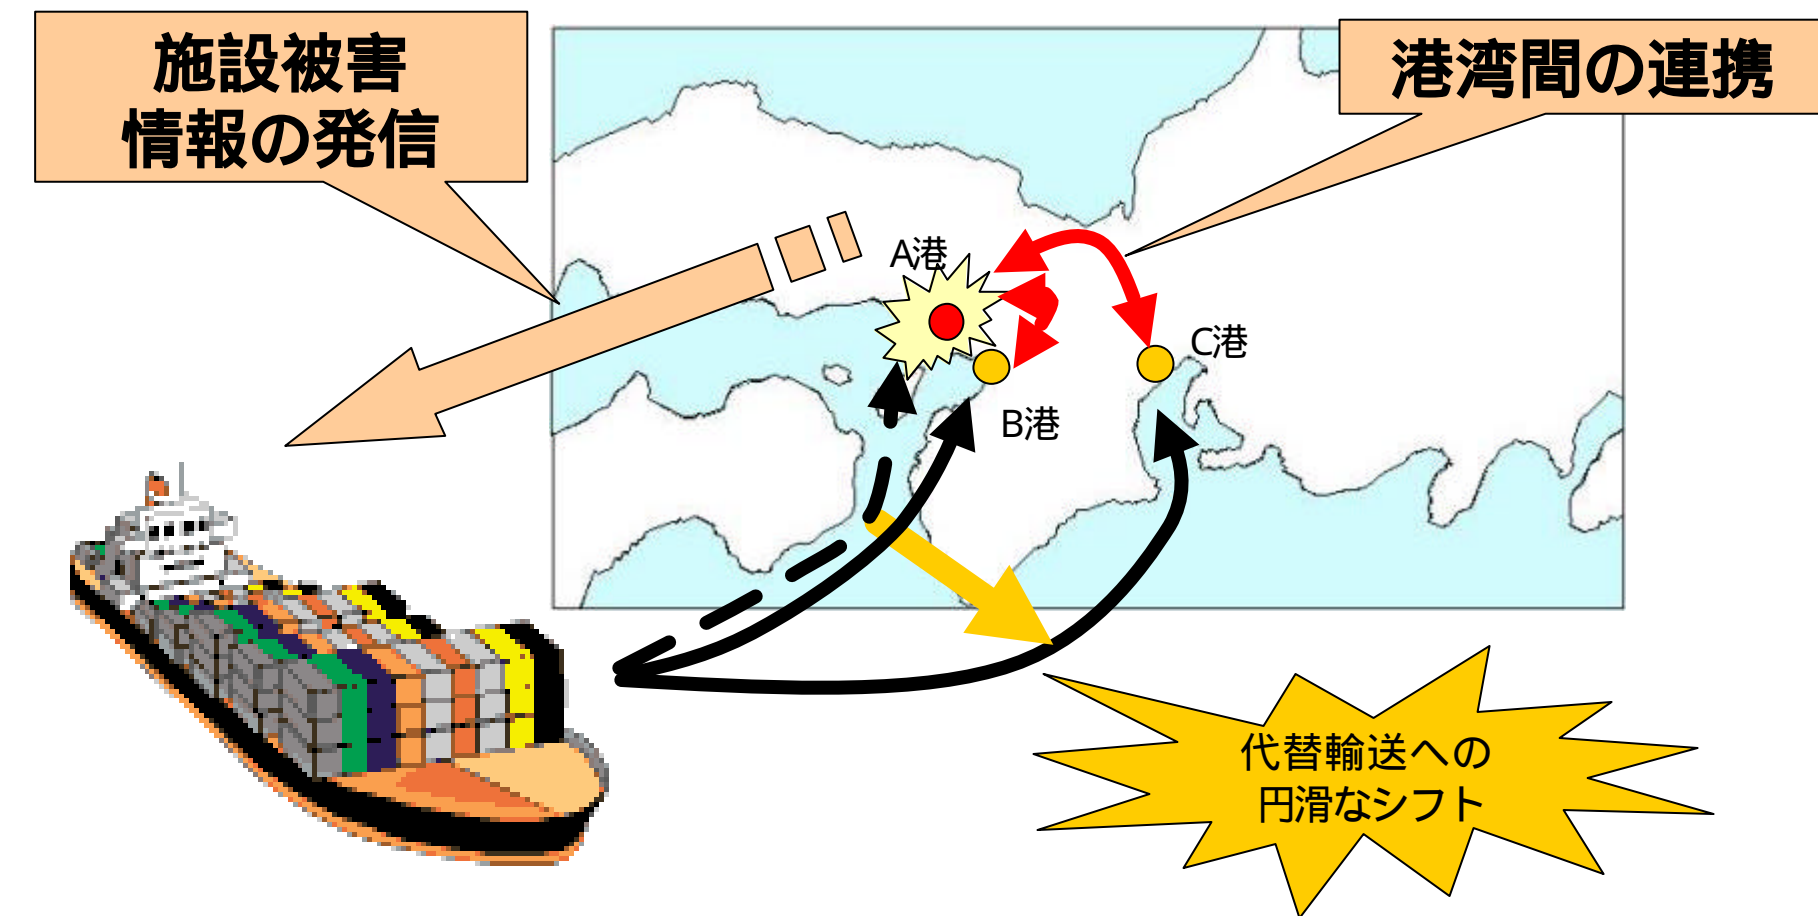 施設被害
情報の発信
港湾間の連携
A港
C港
B港
代替輸送への
円滑なシフト